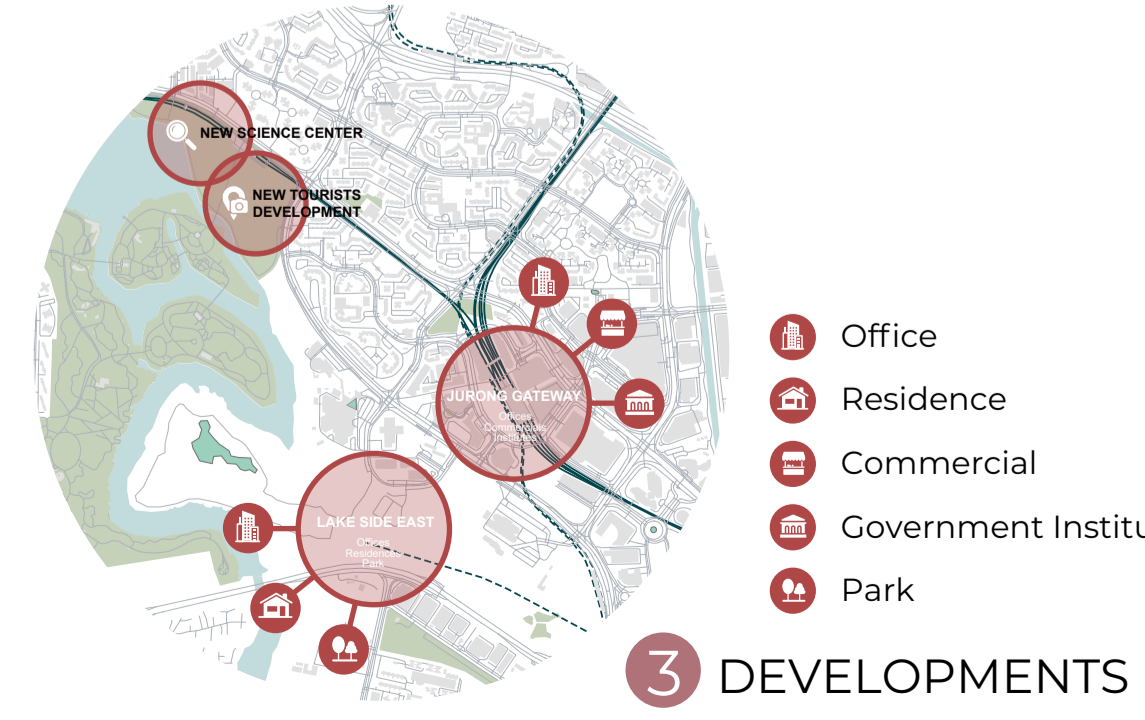 NEW SCIENCE CENTER
NEW TOURISTS
DEVELOPMENT
JURONG GATEWAY
Offices
Commercials
Institutes
LAKE SIDE EAST
Offices
Residences
Park
Office
Residence
Commercial
Government Institu
Park
3 DEVELOPMENTS